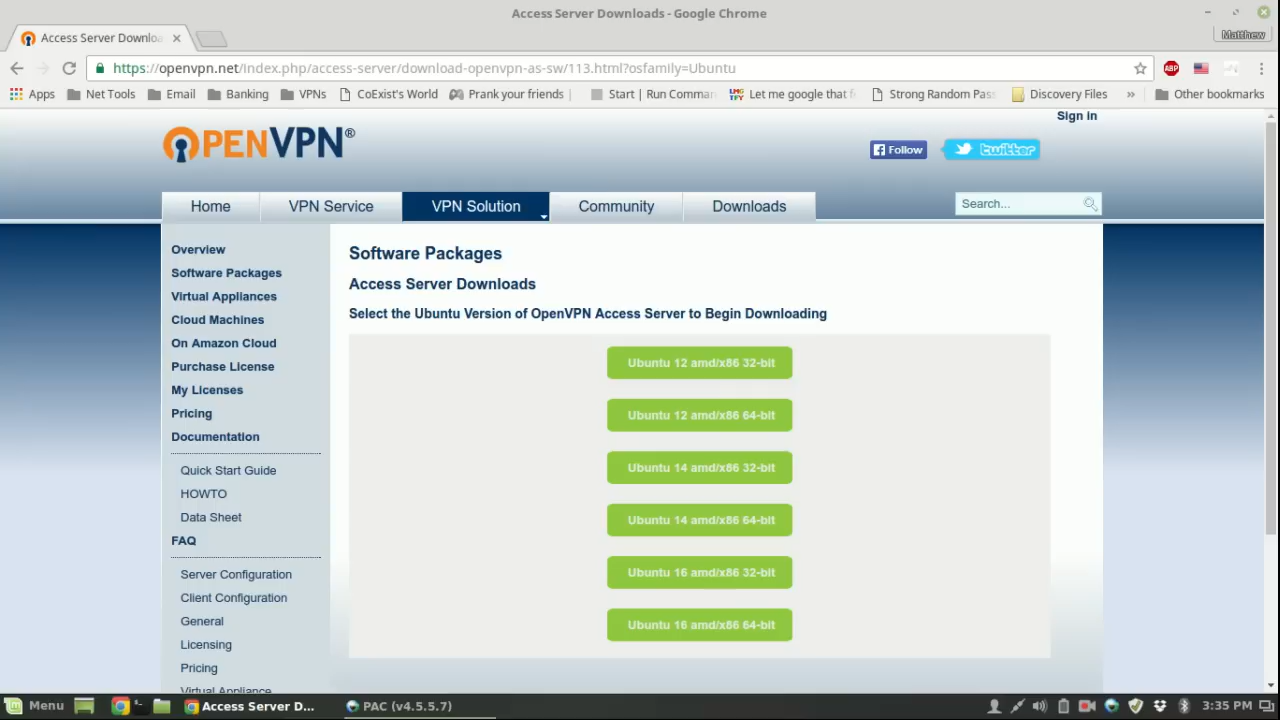 Access Server Downloads - Google Chrome
Access Server Downloa
Matthew
https://openvpn.net/index.php/access-server/download-openvpn-as-sw/113.html?osfamily=Ubuntu
ABP
Apps Net Tools Email Banking VPNs CoExist's World Prank your friends Start | Run Commar LMG TFY Let me google that f Strong Random Pas Discovery Files » Other bookmarks
Sign in
OPENVPN®
Follow twitter
Home VPN Service VPN Solution Community Downloads Search...
Overview
Software Packages
Virtual Appliances
Cloud Machines
On Amazon Cloud
Purchase License
My Licenses
Pricing
Documentation
Quick Start Guide
HOWTO
Data Sheet
FAQ
Server Configuration
Client Configuration
General
Licensing
Pricing
Virtual Appliance
Software Packages
Access Server Downloads
Select the Ubuntu Version of OpenVPN Access Server to Begin Downloading
Ubuntu 12 amd/x86 32-bit
Ubuntu 12 amd/x86 64-bit
Ubuntu 14 amd/x86 32-bit
Ubuntu 14 amd/x86 64-bit
Ubuntu 16 amd/x86 32-bit
Ubuntu 16 amd/x86 64-bit
Menu Access Server D... PAC (v4.5.5.7) 3:35 PM